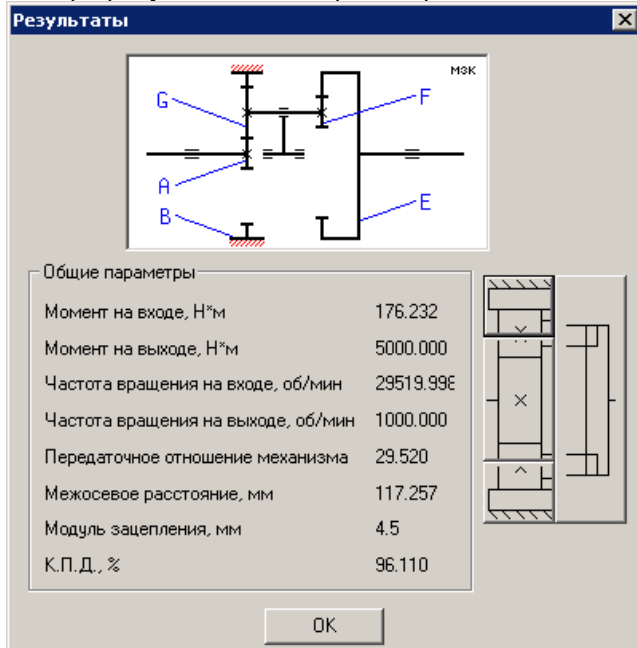 Результаты
МЗК
G
F
A
B
E
Общие параметры
Момент на входе, Н*м 176.232
Момент на выходе, Н*м 5000.000
Частота вращения на входе, об/мин 29519.998
Частота вращения на выходе, об/мин 1000.000
Передаточное отношение механизма 29.520
Межосевое расстояние, мм 117.257
Модуль зацепления, мм 4.5
К.П.Д., % 96.110
OK